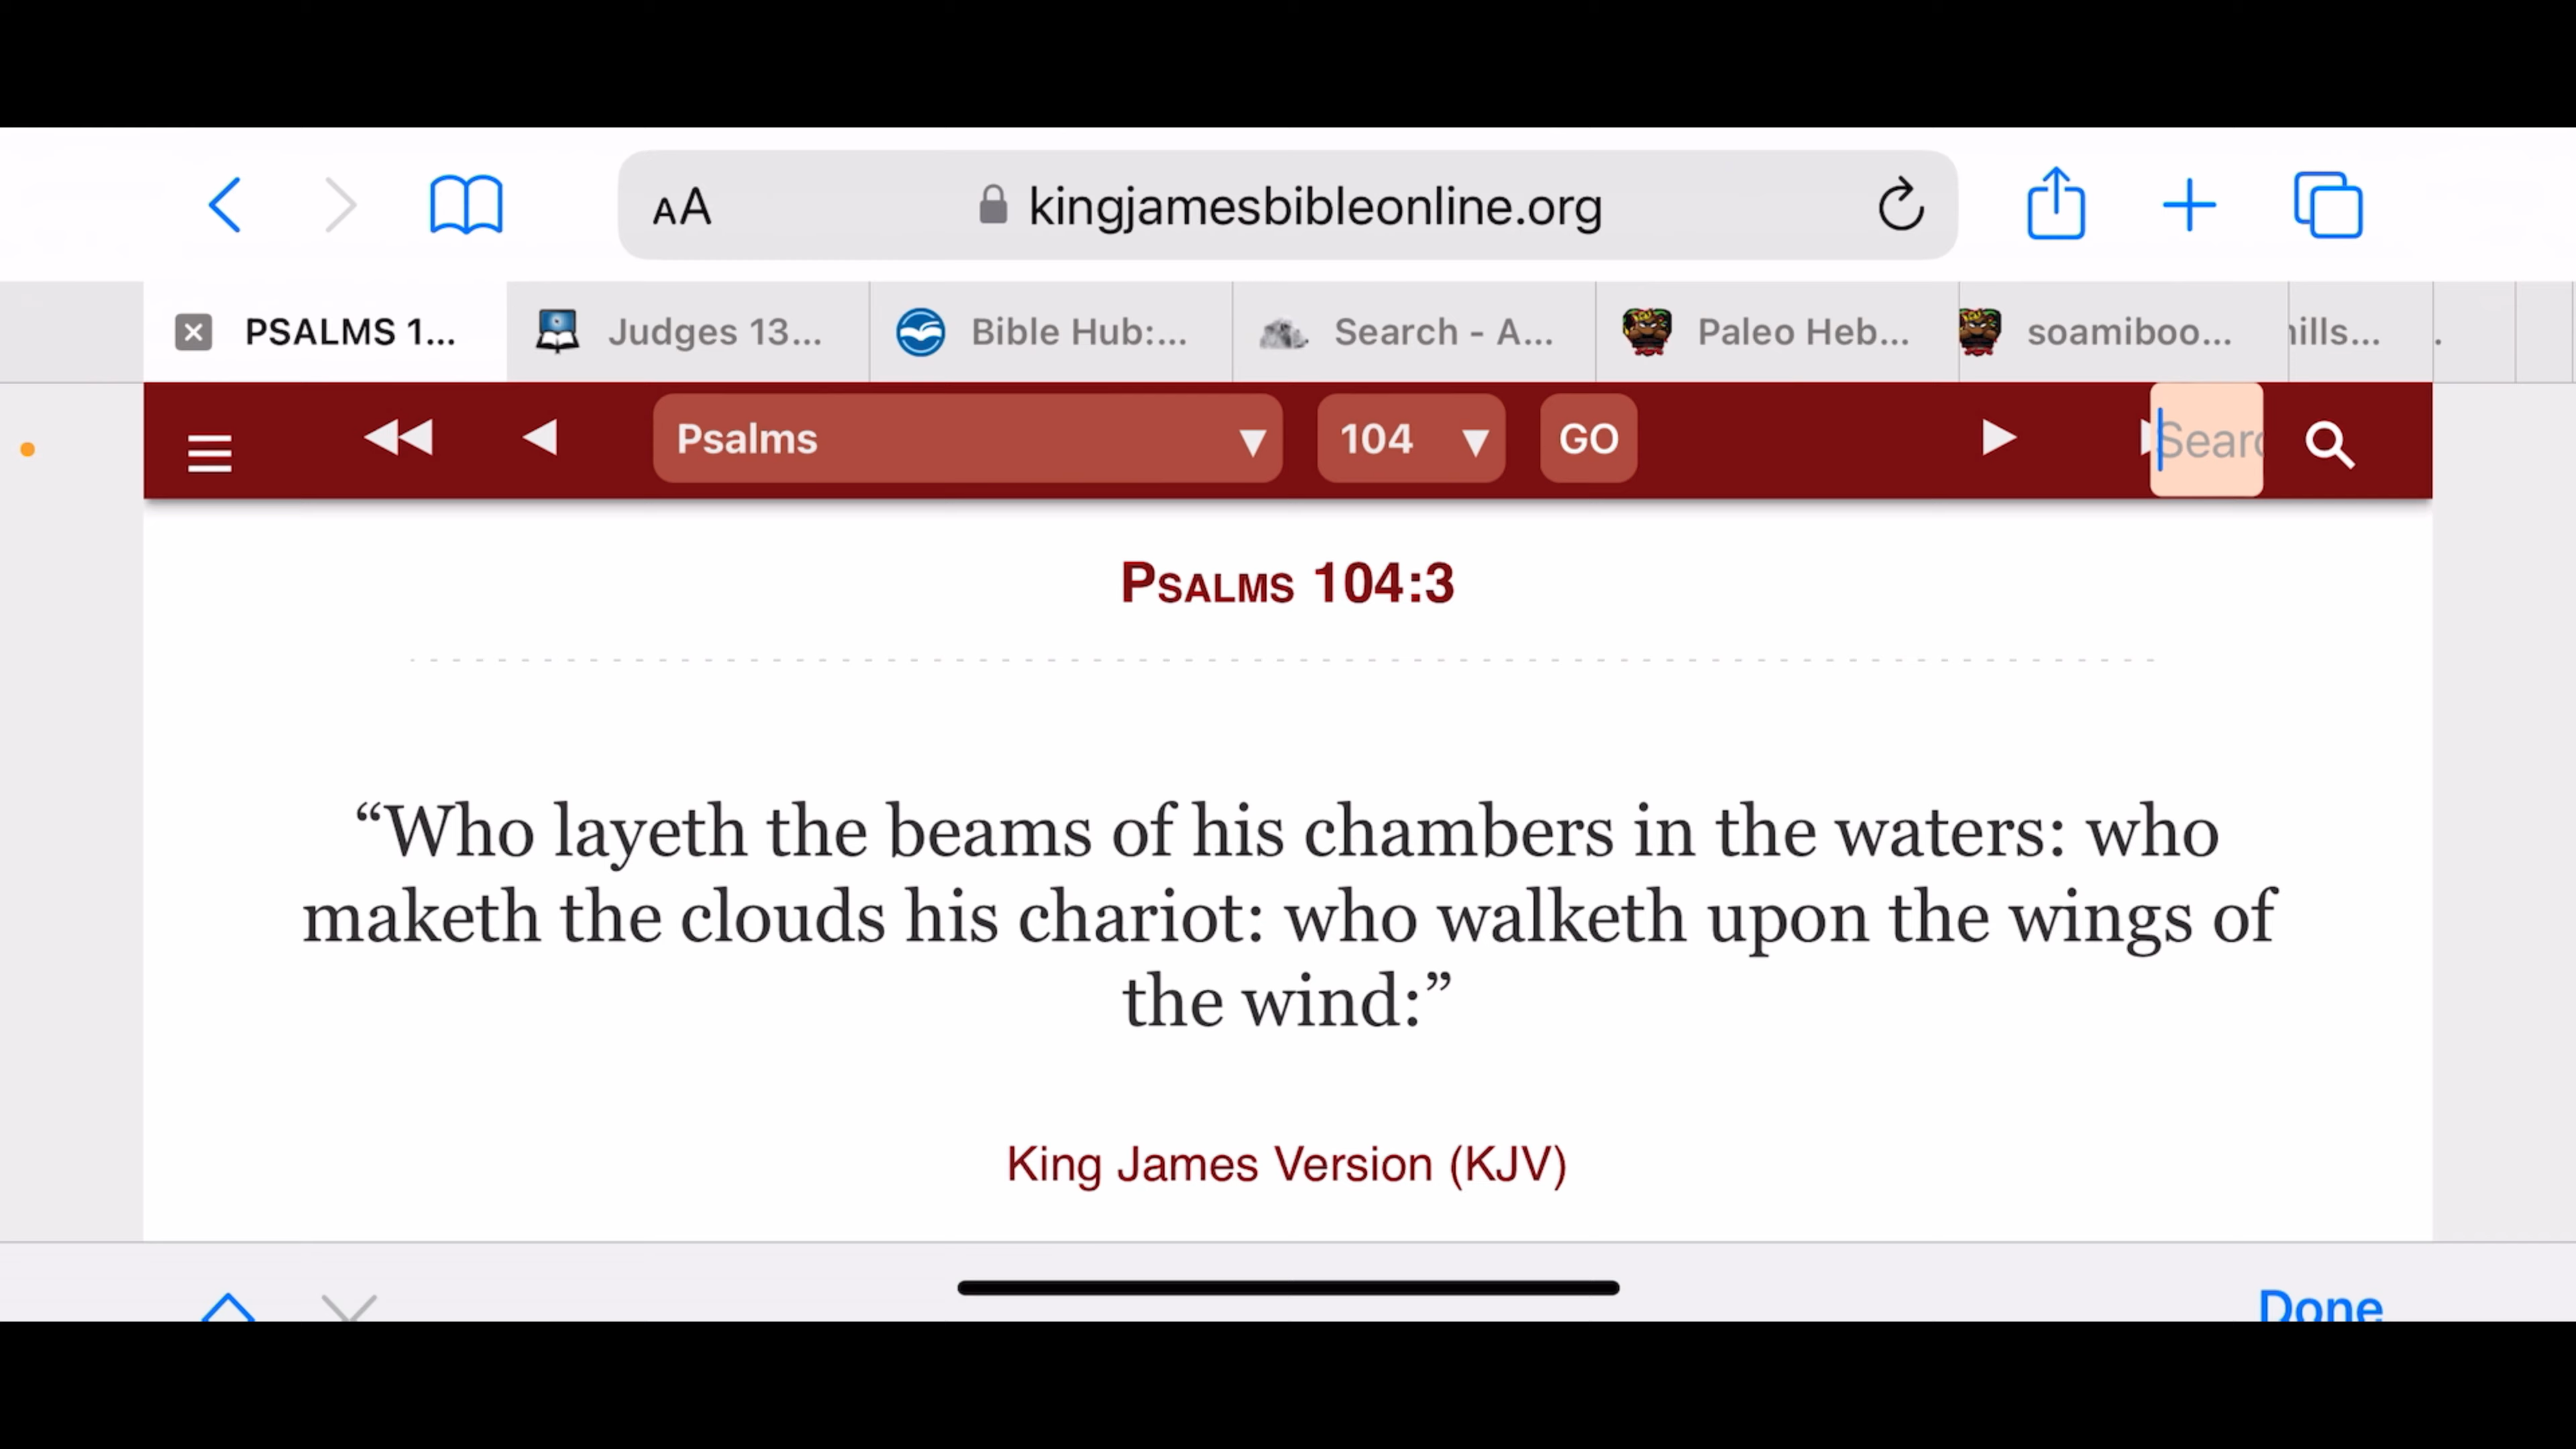 AA kingjamesbibleonline.org
PSALMS 1... Judges 13... Bible Hub:... Search - A... Paleo Heb... soamiboo... hills... .
Psalms 104 GO Searc
PSALMS 104:3
“Who layeth the beams of his chambers in the waters: who
maketh the clouds his chariot: who walketh upon the wings of
the wind:”
King James Version (KJV)
Done